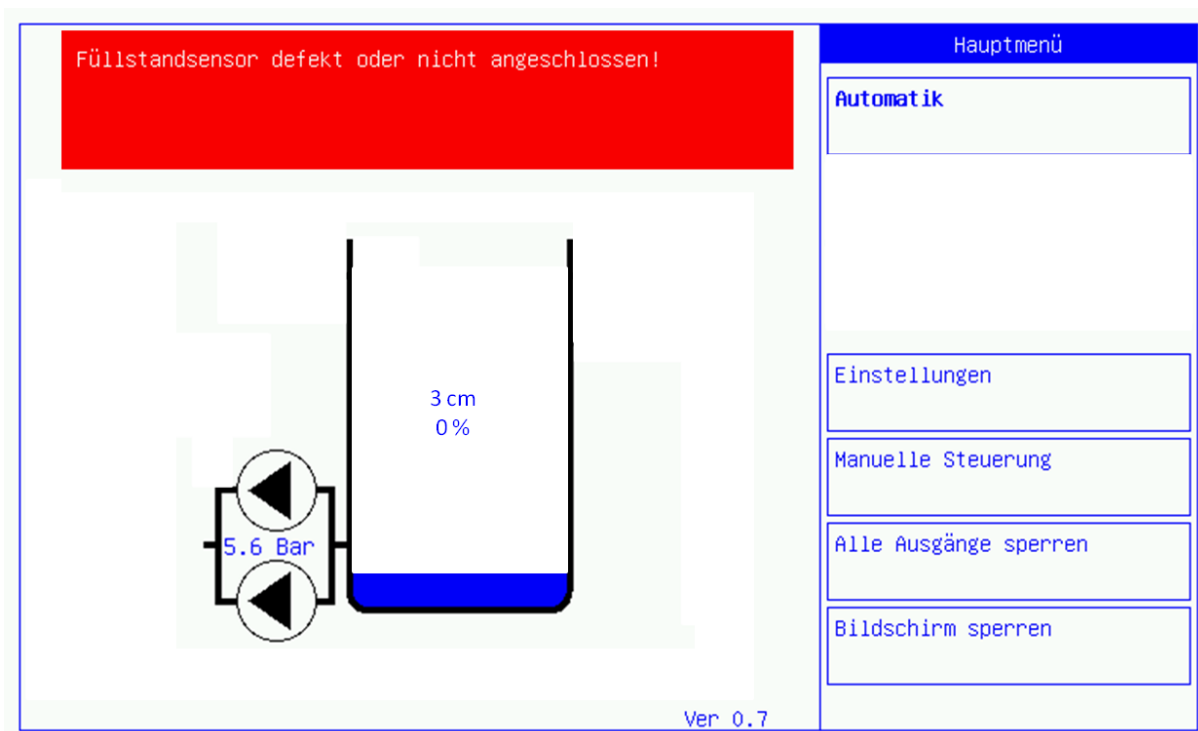 Füllstandsensor defekt oder nicht angeschlossen!
Hauptmenü
Automatik
3 cm
0 %
5.6 Bar
Einstellungen
Manuelle Steuerung
Alle Ausgänge sperren
Bildschirm sperren
Ver 0.7